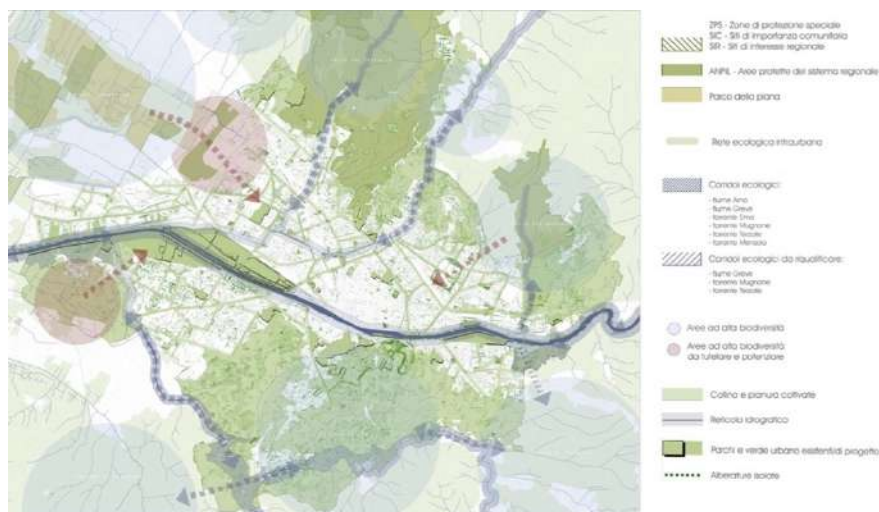 ZPS - Zone di protezione speciale
SIC - Siti di importanza comunitaria
SIR - Siti di interesse regionale
ANPIL - Aree protette del sistema regionale
Parco della piana
Rete ecologica intraurbana
Corridoi ecologici:
- fiume Arno
- fiume Greve
- torrente Ema
- torrente Mugnone
- torrente Terzolle
- torrente Mensola
Corridoi ecologici da riqualificare:
- fiume Greve
- torrente Mugnone
- torrente Terzolle
Aree ad alta biodiversità
Aree ad alta biodiversità
da tutelare e potenziare
Collina e pianura coltivate
Reticolo idrografico
Parchi e verde urbano esistenti/di progetto
Alberature isolate